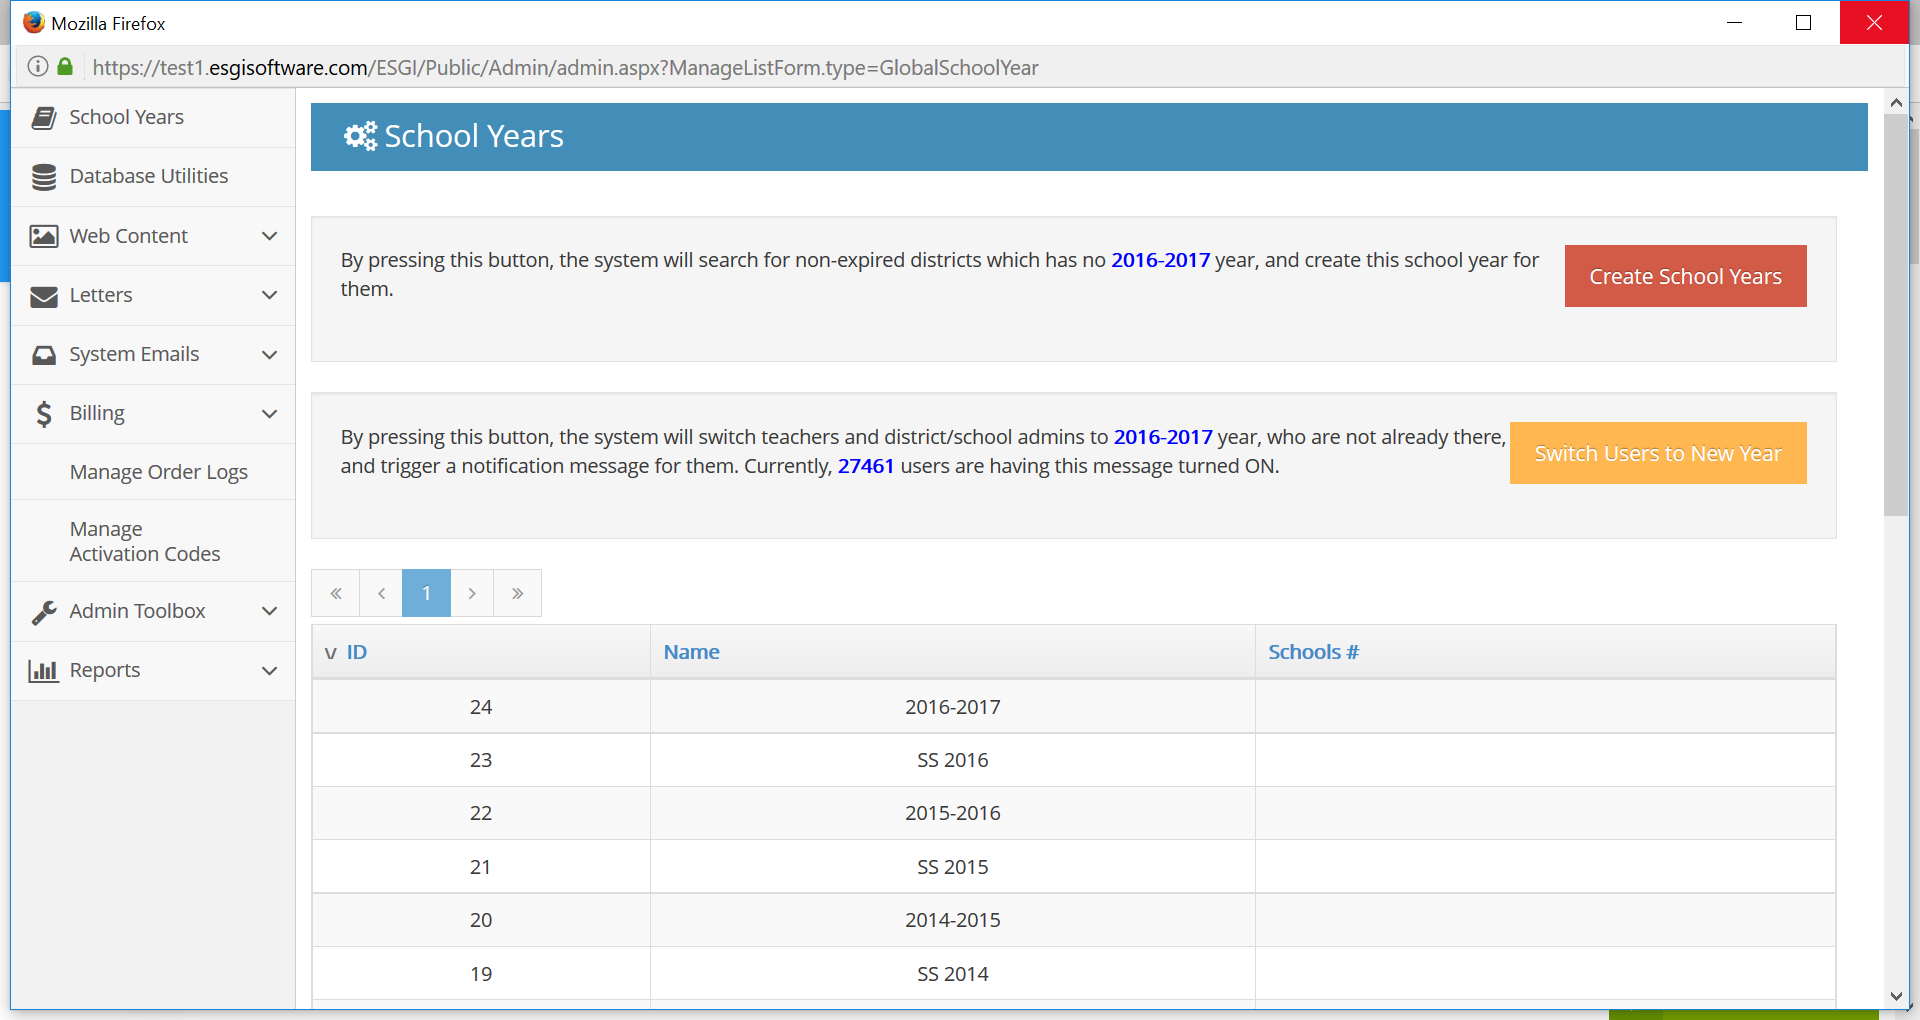 Mozilla Firefox
https://test1.esgisoftware.com/ESGI/Public/Admin/admin.aspx?ManageListForm.type=GlobalSchoolYear
School Years
Database Utilities
Web Content
Letters
System Emails
Billing
Manage Order Logs
Manage
Activation Codes
Admin Toolbox
Reports
School Years
By pressing this button, the system will search for non-expired districts which has no 2016-2017 year, and create this school year for
them.
Create School Years
By pressing this button, the system will switch teachers and district/school admins to 2016-2017 year, who are not already there,
and trigger a notification message for them. Currently, 27461 users are having this message turned ON.
Switch Users to New Year
« ‹ 1 › »
v ID Name Schools #
24 2016-2017
23 SS 2016
22 2015-2016
21 SS 2015
20 2014-2015
19 SS 2014